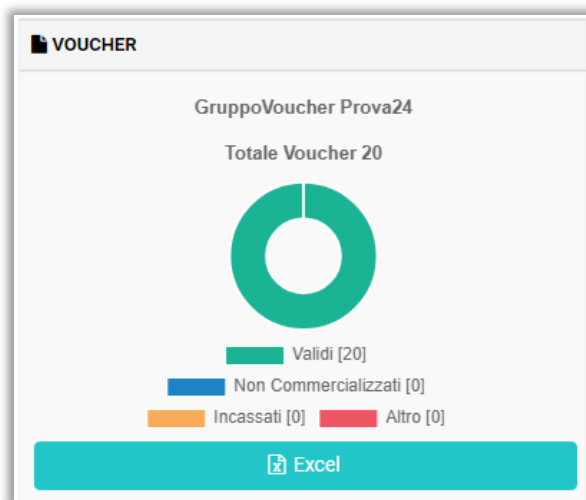 VOUCHER
GruppoVoucher Prova24
Totale Voucher 20
Validi [20]
Non Commercializzati [0]
Incassati [0] Altro [0]
Excel